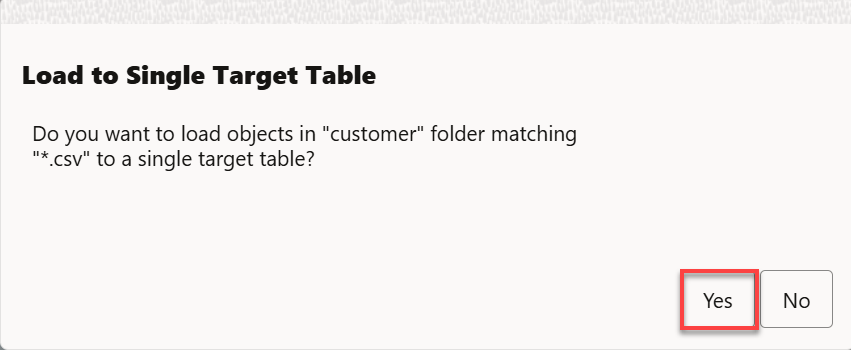 Load to Single Target Table
Do you want to load objects in "customer" folder matching
"*.csv" to a single target table?
Yes
No